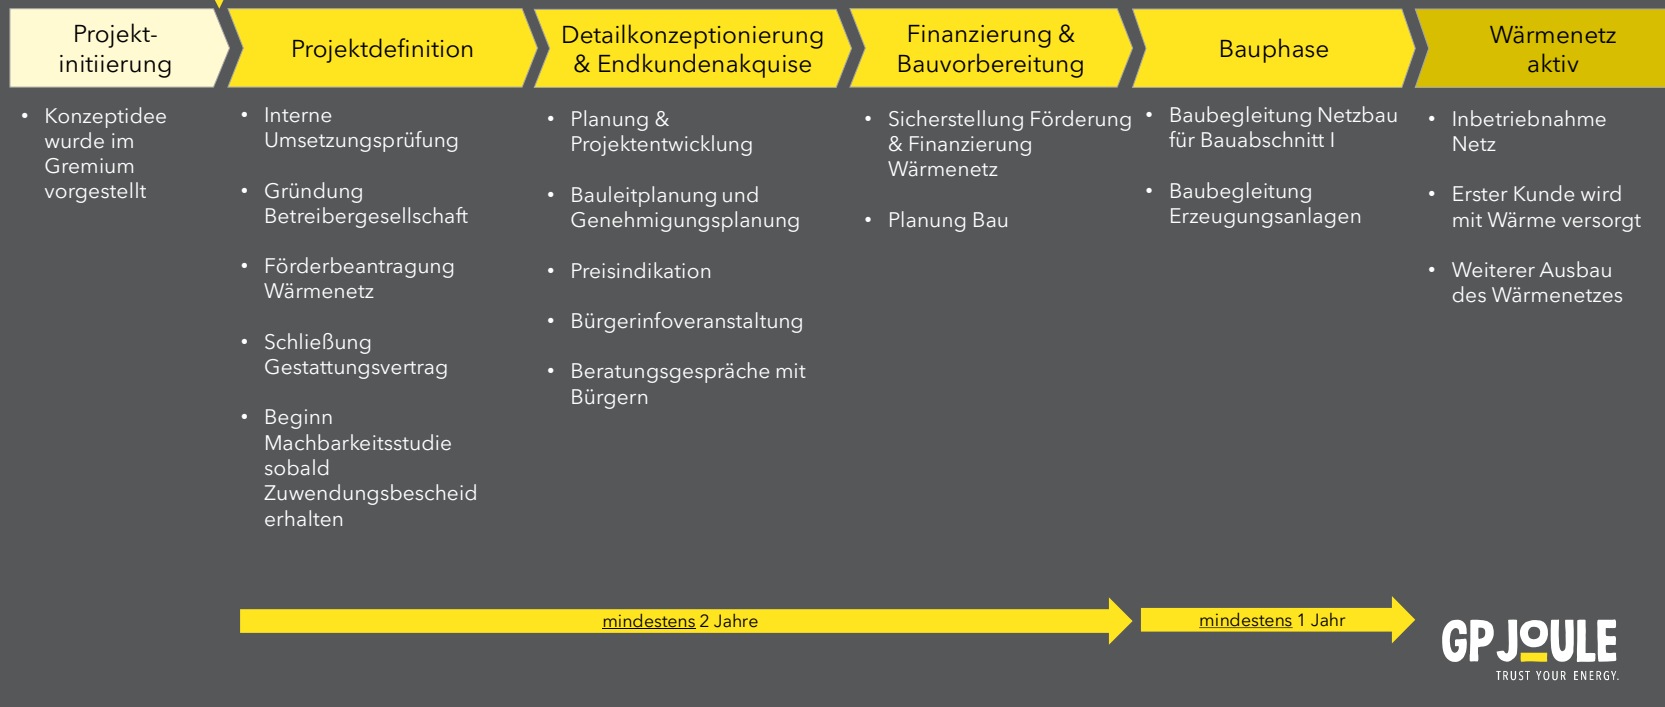 Projekt-
initiierung
Projektdefinition
Detailkonzeptionierung
& Endkundenakquise
Finanzierung &
Bauvorbereitung
Bauphase
Wärmenetz
aktiv
• Konzeptidee
wurde im
Gremium
vorgestellt
• Interne
Umsetzungsprüfung
• Gründung
Betreibergesellschaft
• Förderbeantragung
Wärmenetz
• Schließung
Gestattungsvertrag
• Beginn
Machbarkeitsstudie
sobald
Zuwendungsbescheid
erhalten
• Planung &
Projektentwicklung
• Bauleitplanung und
Genehmigungsplanung
• Preisindikation
• Bürgerinfoveranstaltung
• Beratungsgespräche mit
Bürgern
• Sicherstellung Förderung
& Finanzierung
Wärmenetz
• Planung Bau
• Baubegleitung Netzbau
für Bauabschnitt I
• Baubegleitung
Erzeugungsanlagen
• Inbetriebnahme
Netz
• Erster Kunde wird
mit Wärme versorgt
• Weiterer Ausbau
des Wärmenetzes
mindestens 2 Jahre
mindestens 1 Jahr
GP JOULE
TRUST YOUR ENERGY.